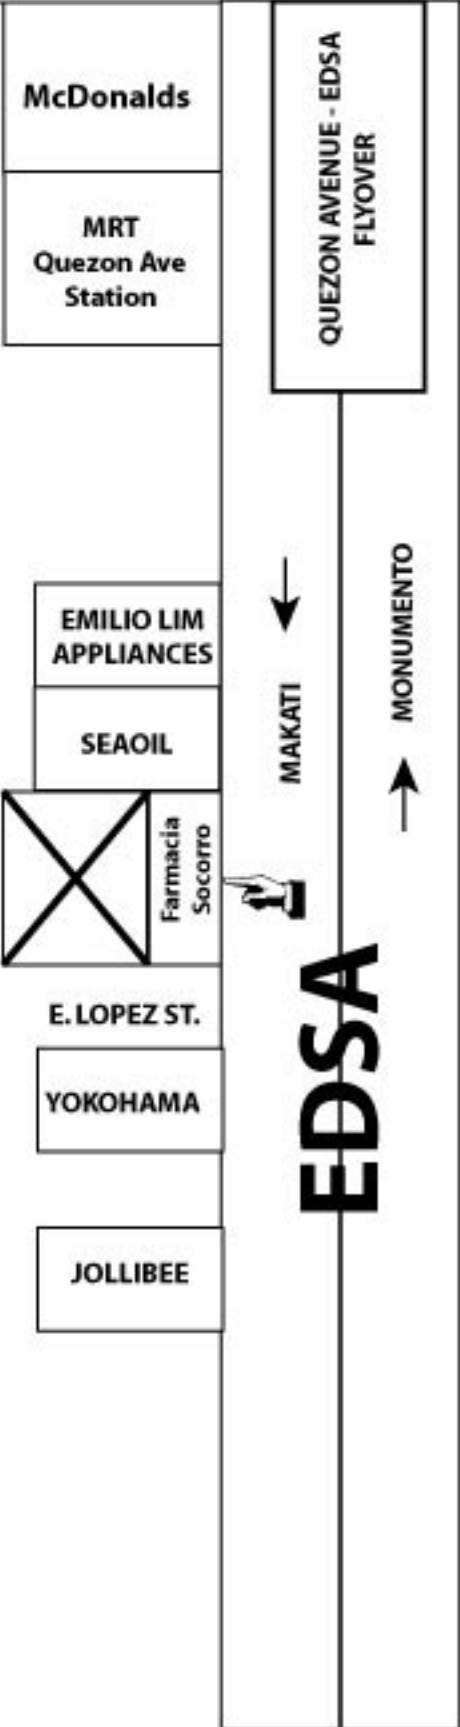 McDonalds
MRT
Quezon Ave
Station
QUEZON AVENUE - EDSA
FLYOVER
EMILIO LIM
APPLIANCES
SEAOIL
MAKATI
MONUMENTO
Farmacia
Socorro
E. LOPEZ ST.
EDSA
YOKOHAMA
JOLLIBEE